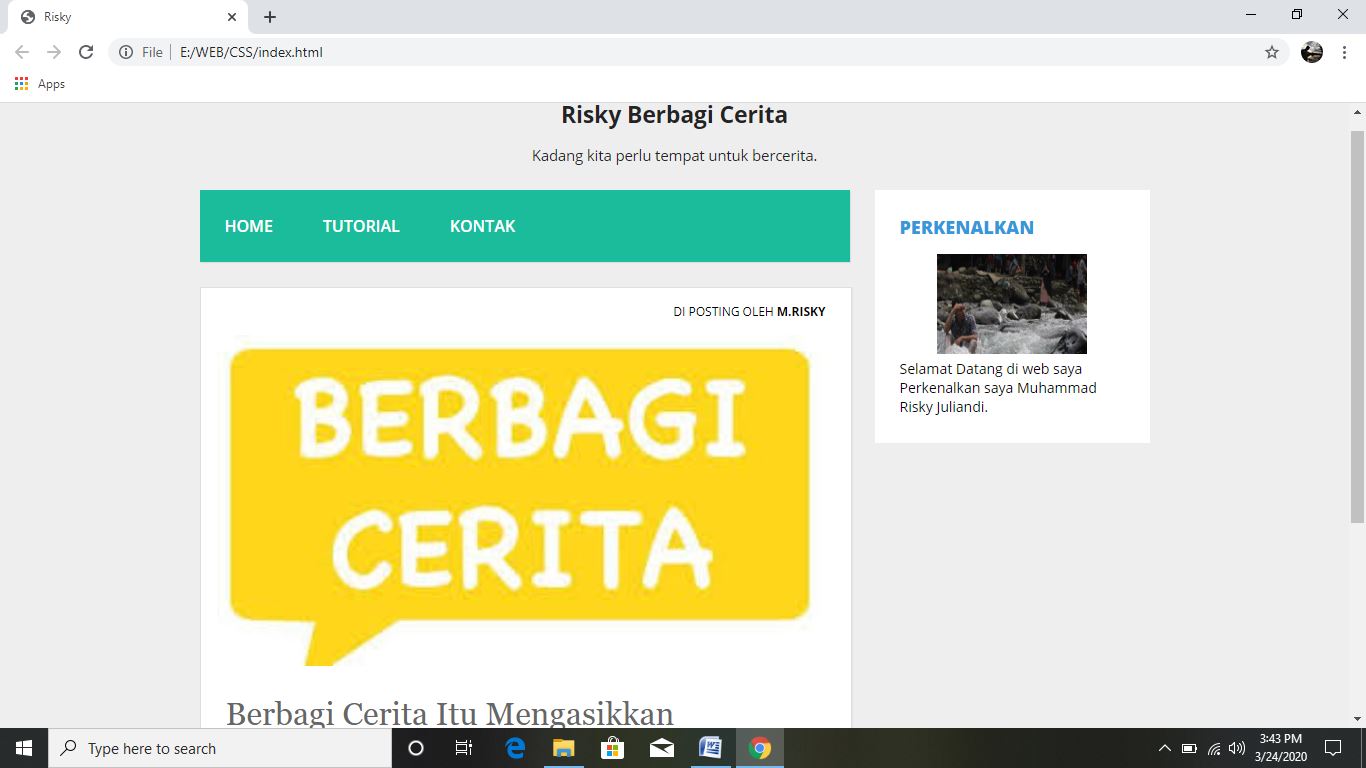 Risky
File
E:/WEB/CSS/index.html
Apps
Risky Berbagi Cerita
Kadang kita perlu tempat untuk bercerita.
HOME TUTORIAL KONTAK
DI POSTING OLEH M.RISKY
BERBAGI
CERITA
Berbagi Cerita Itu Mengasikkan
PERKENALKAN
Selamat Datang di web saya
Perkenalkan saya Muhammad
Risky Juliandi.
Type here to search
3:43 PM
3/24/2020